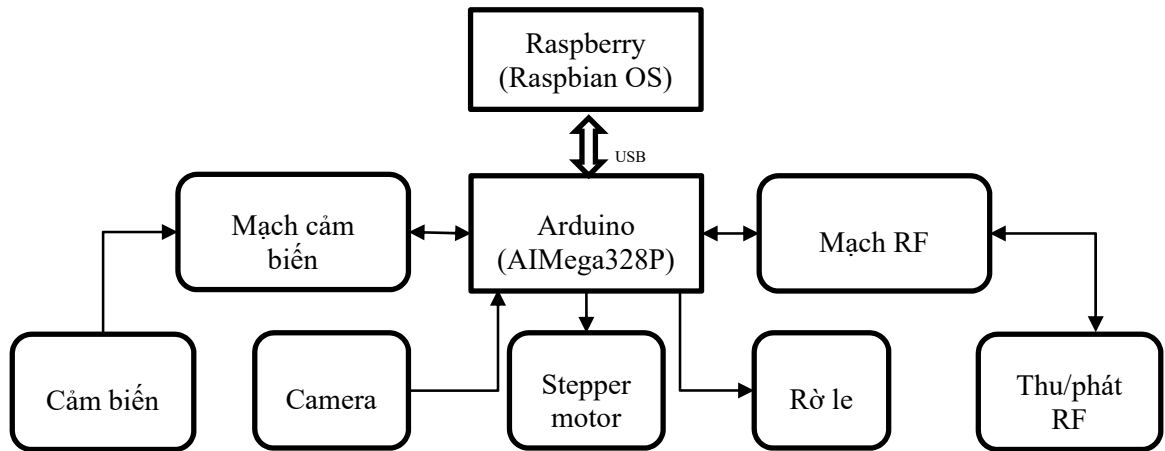 Raspberry
(Raspbian OS)
USB
Mạch cảm
biến
Arduino
(AIMega328P)
Mạch RF
Cảm biến
Camera
Stepper
motor
Rờ le
Thu/phát
RF